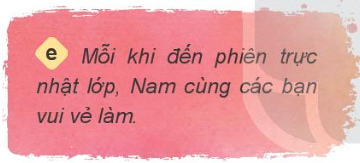 e Mỗi khi đến phiên trực
nhật lớp, Nam cùng các bạn
vui vẻ làm.